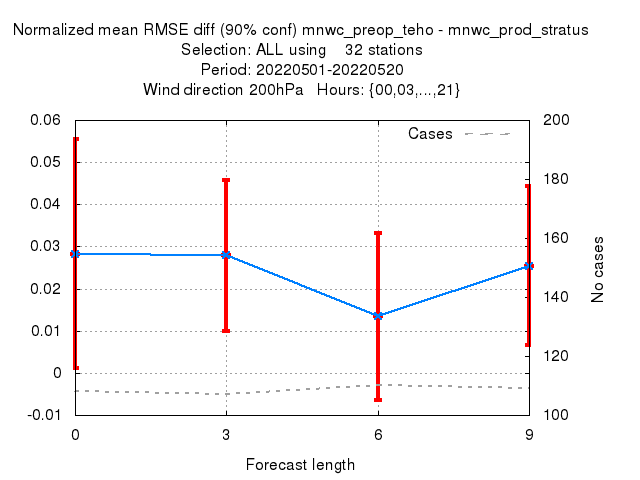 Normalized mean RMSE diff (90% conf) mnwc_preop_teho - mnwc_prod_stratus
Selection: ALL using    32 stations
Period: 20220501-20220520
Wind direction 200hPa   Hours: {00,03,...,21}
Cases
0.06
0.05
0.04
0.03
0.02
0.01
0
-0.01
200
180
160
140
120
100
No cases
0 3 6 9
Forecast length